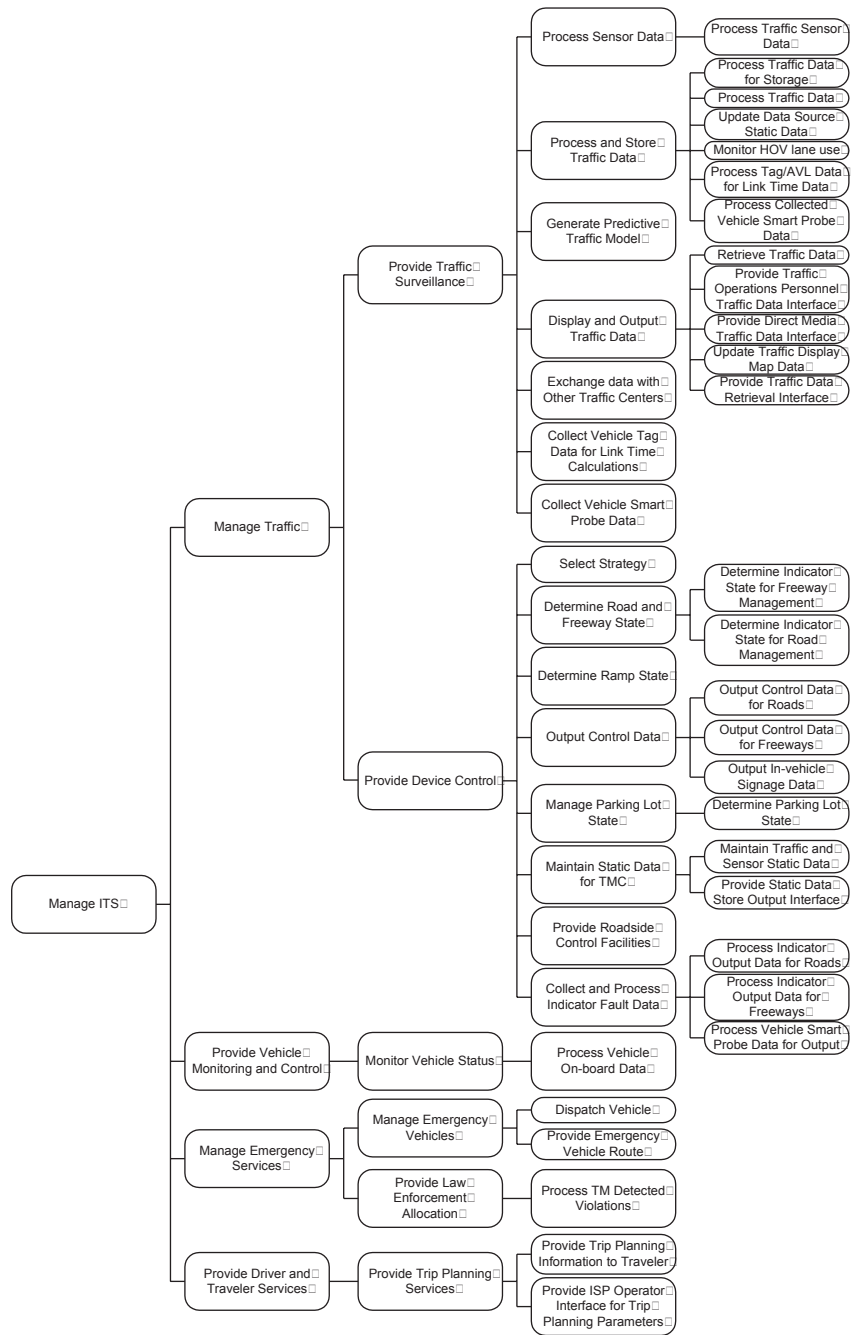 Manage ITS
Manage Traffic
Provide Traffic
Surveillance
Process Sensor Data
Process Traffic Sensor
Data
Process and Store
Traffic Data
Process Traffic Data
for Storage
Process Traffic Data
Update Data Source
Static Data
Monitor HOV lane use
Process Tag/AVL Data
for Link Time Data
Process Collected
Vehicle Smart Probe
Data
Generate Predictive
Traffic Model
Display and Output
Traffic Data
Retrieve Traffic Data
Provide Traffic
Operations Personnel
Traffic Data Interface
Provide Direct Media
Traffic Data Interface
Update Traffic Display
Map Data
Provide Traffic Data
Retrieval Interface
Exchange data with
Other Traffic Centers
Collect Vehicle Tag
Data for Link Time
Calculations
Collect Vehicle Smart
Probe Data
Provide Device Control
Select Strategy
Determine Road and
Freeway State
Determine Indicator
State for Freeway
Management
Determine Indicator
State for Road
Management
Determine Ramp State
Output Control Data
Output Control Data
for Roads
Output Control Data
for Freeways
Output In-vehicle
Signage Data
Manage Parking Lot
State
Determine Parking Lot
State
Maintain Static Data
for TMC
Maintain Traffic and
Sensor Static Data
Provide Static Data
Store Output Interface
Provide Roadside
Control Facilities
Collect and Process
Indicator Fault Data
Process Indicator
Output Data for Roads
Process Indicator
Output Data for
Freeways
Process Vehicle Smart
Probe Data for Output
Provide Vehicle
Monitoring and Control
Monitor Vehicle Status
Process Vehicle
On-board Data
Manage Emergency
Services
Manage Emergency
Vehicles
Dispatch Vehicle
Provide Emergency
Vehicle Route
Provide Law
Enforcement
Allocation
Process TM Detected
Violations
Provide Driver and
Traveler Services
Provide Trip Planning
Services
Provide Trip Planning
Information to Traveler
Provide ISP Operator
Interface for Trip
Planning Parameters